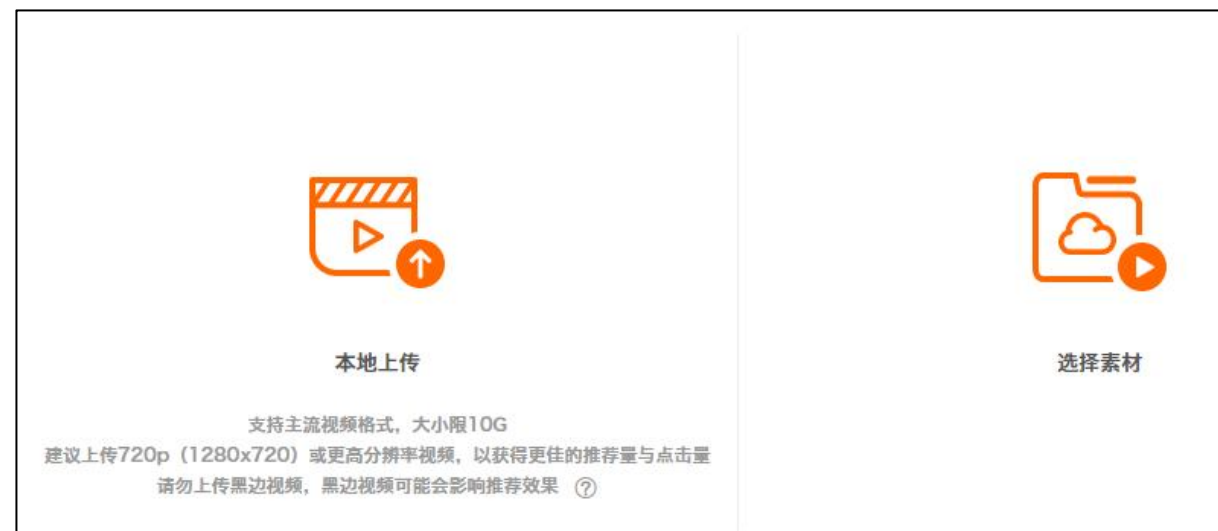 本地上传
选择素材
支持主流视频格式，大小限10G
建议上传720p（1280x720）或更高分辨率视频，以获得更佳的推荐量与点击量
请勿上传黑边视频，黑边视频可能会影响推荐效果 ?